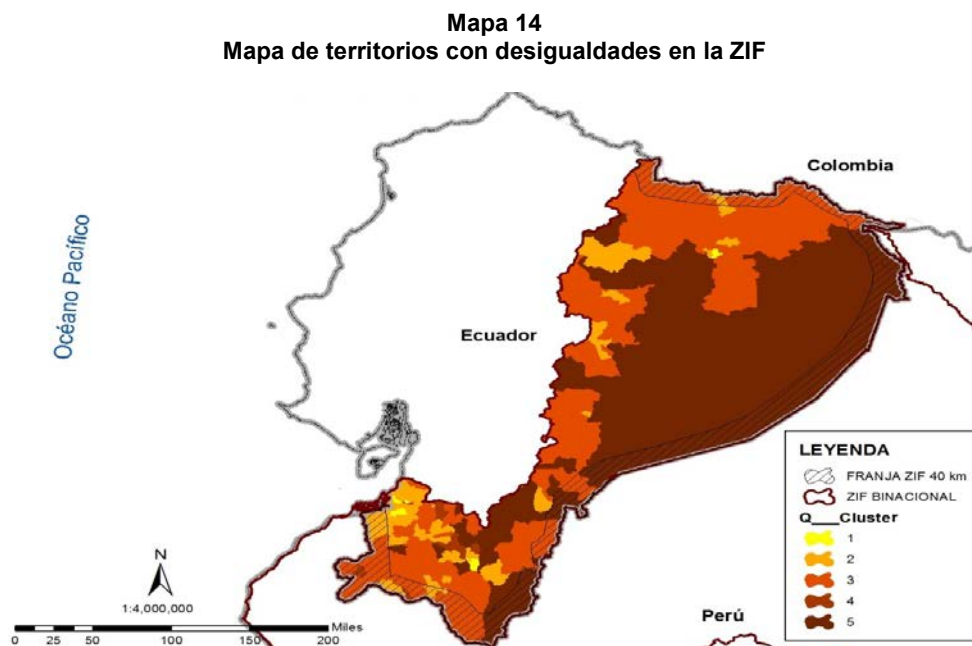 Mapa 14
Mapa de territorios con desigualdades en la ZIF
Colombia
Océano Pacífico
Ecuador
LEYENDA
FRANJA ZIF 40 km
ZIF BINACIONAL
Q___Cluster
1
2
3
4
5
N
1:4,000,000
Miles
0 25 50 100 150 200
Perú